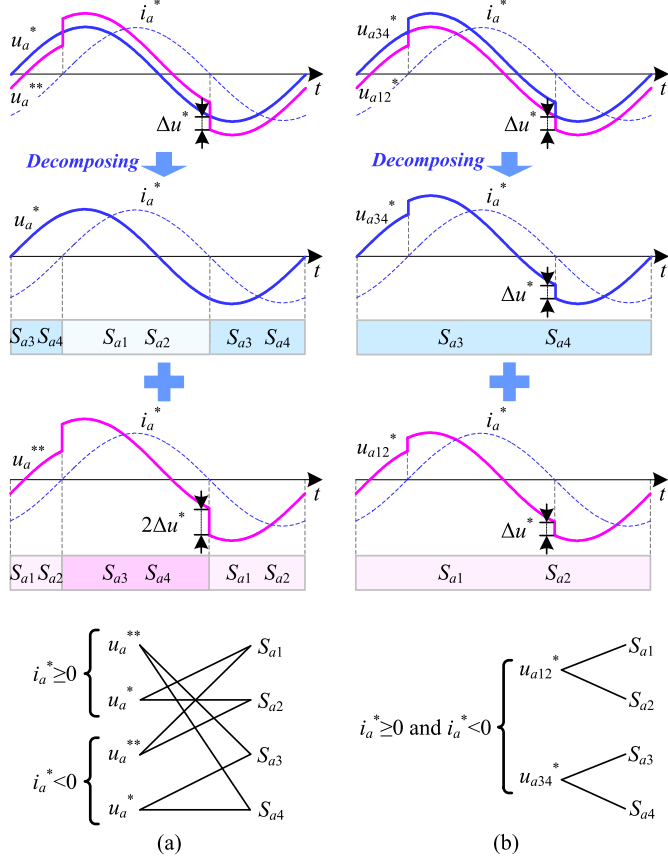 u_a^* i_a^*
u_a^**
t
Δu^*
Decomposing
u_a^* i_a^*
t
S_a3 S_a4 S_a1 S_a2 S_a3 S_a4
i_a^*
u_a^**
t
2Δu^*
S_a1 S_a2 S_a3 S_a4 S_a1 S_a2
i_a^*≥0
u_a^**
u_a^*
i_a^*<0
u_a^**
u_a^*
S_a1
S_a2
S_a3
S_a4
(a)
u_a34^* i_a^*
u_a12^*
t
Δu^*
Decomposing
u_a34^* i_a^*
t
Δu^*
S_a3 S_a4
i_a^*
u_a12^*
t
Δu^*
S_a1 S_a2
i_a^*≥0 and i_a^*<0
u_a12^*
u_a34^*
S_a1
S_a2
S_a3
S_a4
(b)